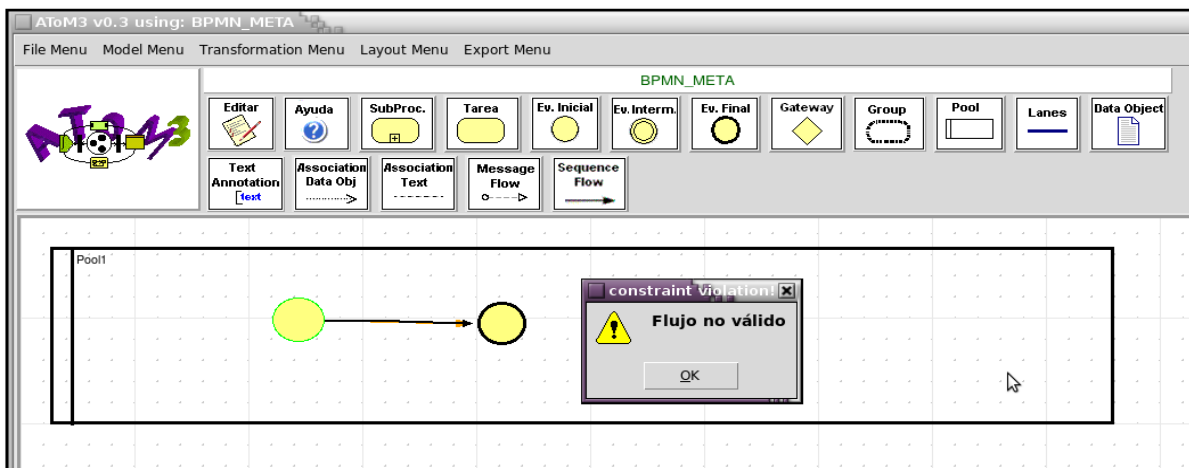 AToM3 v0.3 using: BPMN_META
File Menu Model Menu Transformation Menu Layout Menu Export Menu
BPMN_META
ATOM3
Editar
Ayuda
SubProc.
Tarea
Ev. Inicial
Ev. Interm.
Ev. Final
Gateway
Group
Pool
Lanes
Data Object
Text
Annotation
text
Association
Data Obj
Association
Text
Message
Flow
Sequence
Flow
Pool1
constraint violation!
Flujo no válido
OK